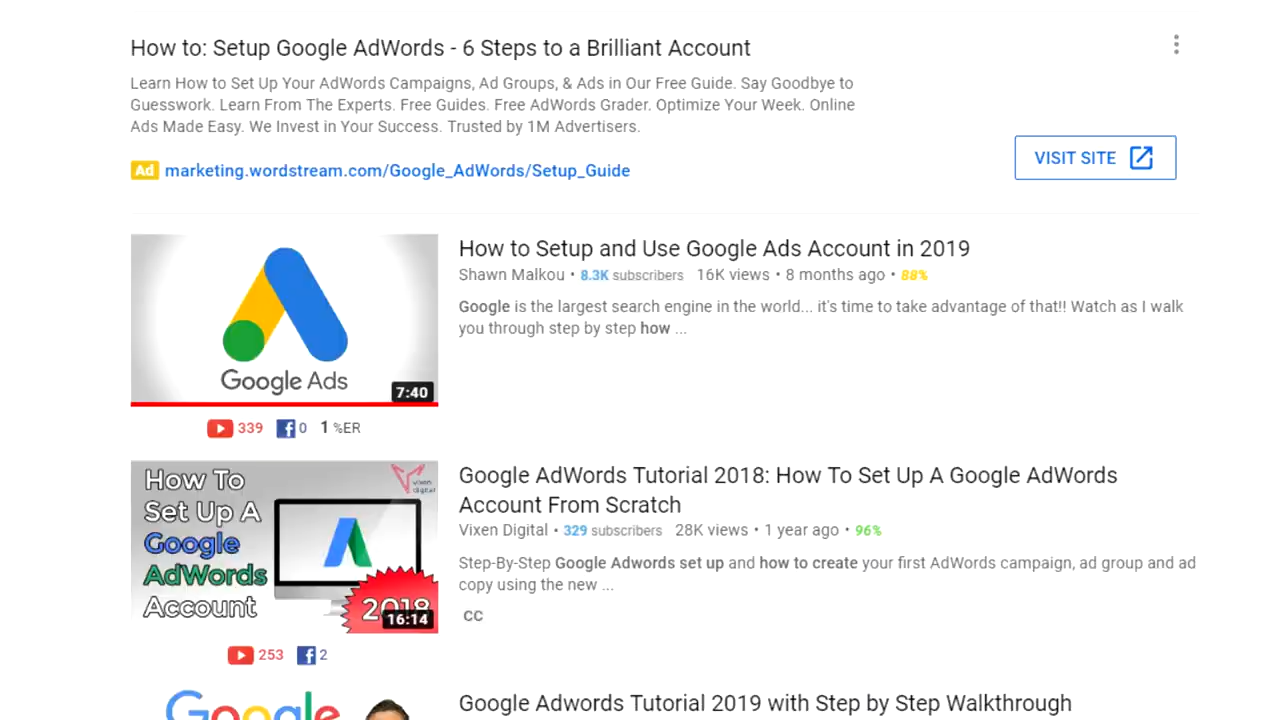 How to: Setup Google AdWords - 6 Steps to a Brilliant Account
Learn How to Set Up Your AdWords Campaigns, Ad Groups, & Ads in Our Free Guide. Say Goodbye to
Guesswork. Learn From The Experts. Free Guides. Free AdWords Grader. Optimize Your Week. Online
Ads Made Easy. We Invest in Your Success. Trusted by 1M Advertisers.
Ad marketing.wordstream.com/Google_AdWords/Setup_Guide
VISIT SITE
Google Ads
7:40
339 0 1 %ER
How to Setup and Use Google Ads Account in 2019
Shawn Malkou • 8.3K subscribers 16K views • 8 months ago • 88%
Google is the largest search engine in the world... it's time to take advantage of that!! Watch as I walk
you through step by step how ...
How To
Set Up A
Google
AdWords
Account
vixen
digital
2018
16:14
253 2
Google AdWords Tutorial 2018: How To Set Up A Google AdWords
Account From Scratch
Vixen Digital • 329 subscribers 28K views • 1 year ago • 96%
Step-By-Step Google Adwords set up and how to create your first AdWords campaign, ad group and ad
copy using the new ...
CC
Google
Google Adwords Tutorial 2019 with Step by Step Walkthrough